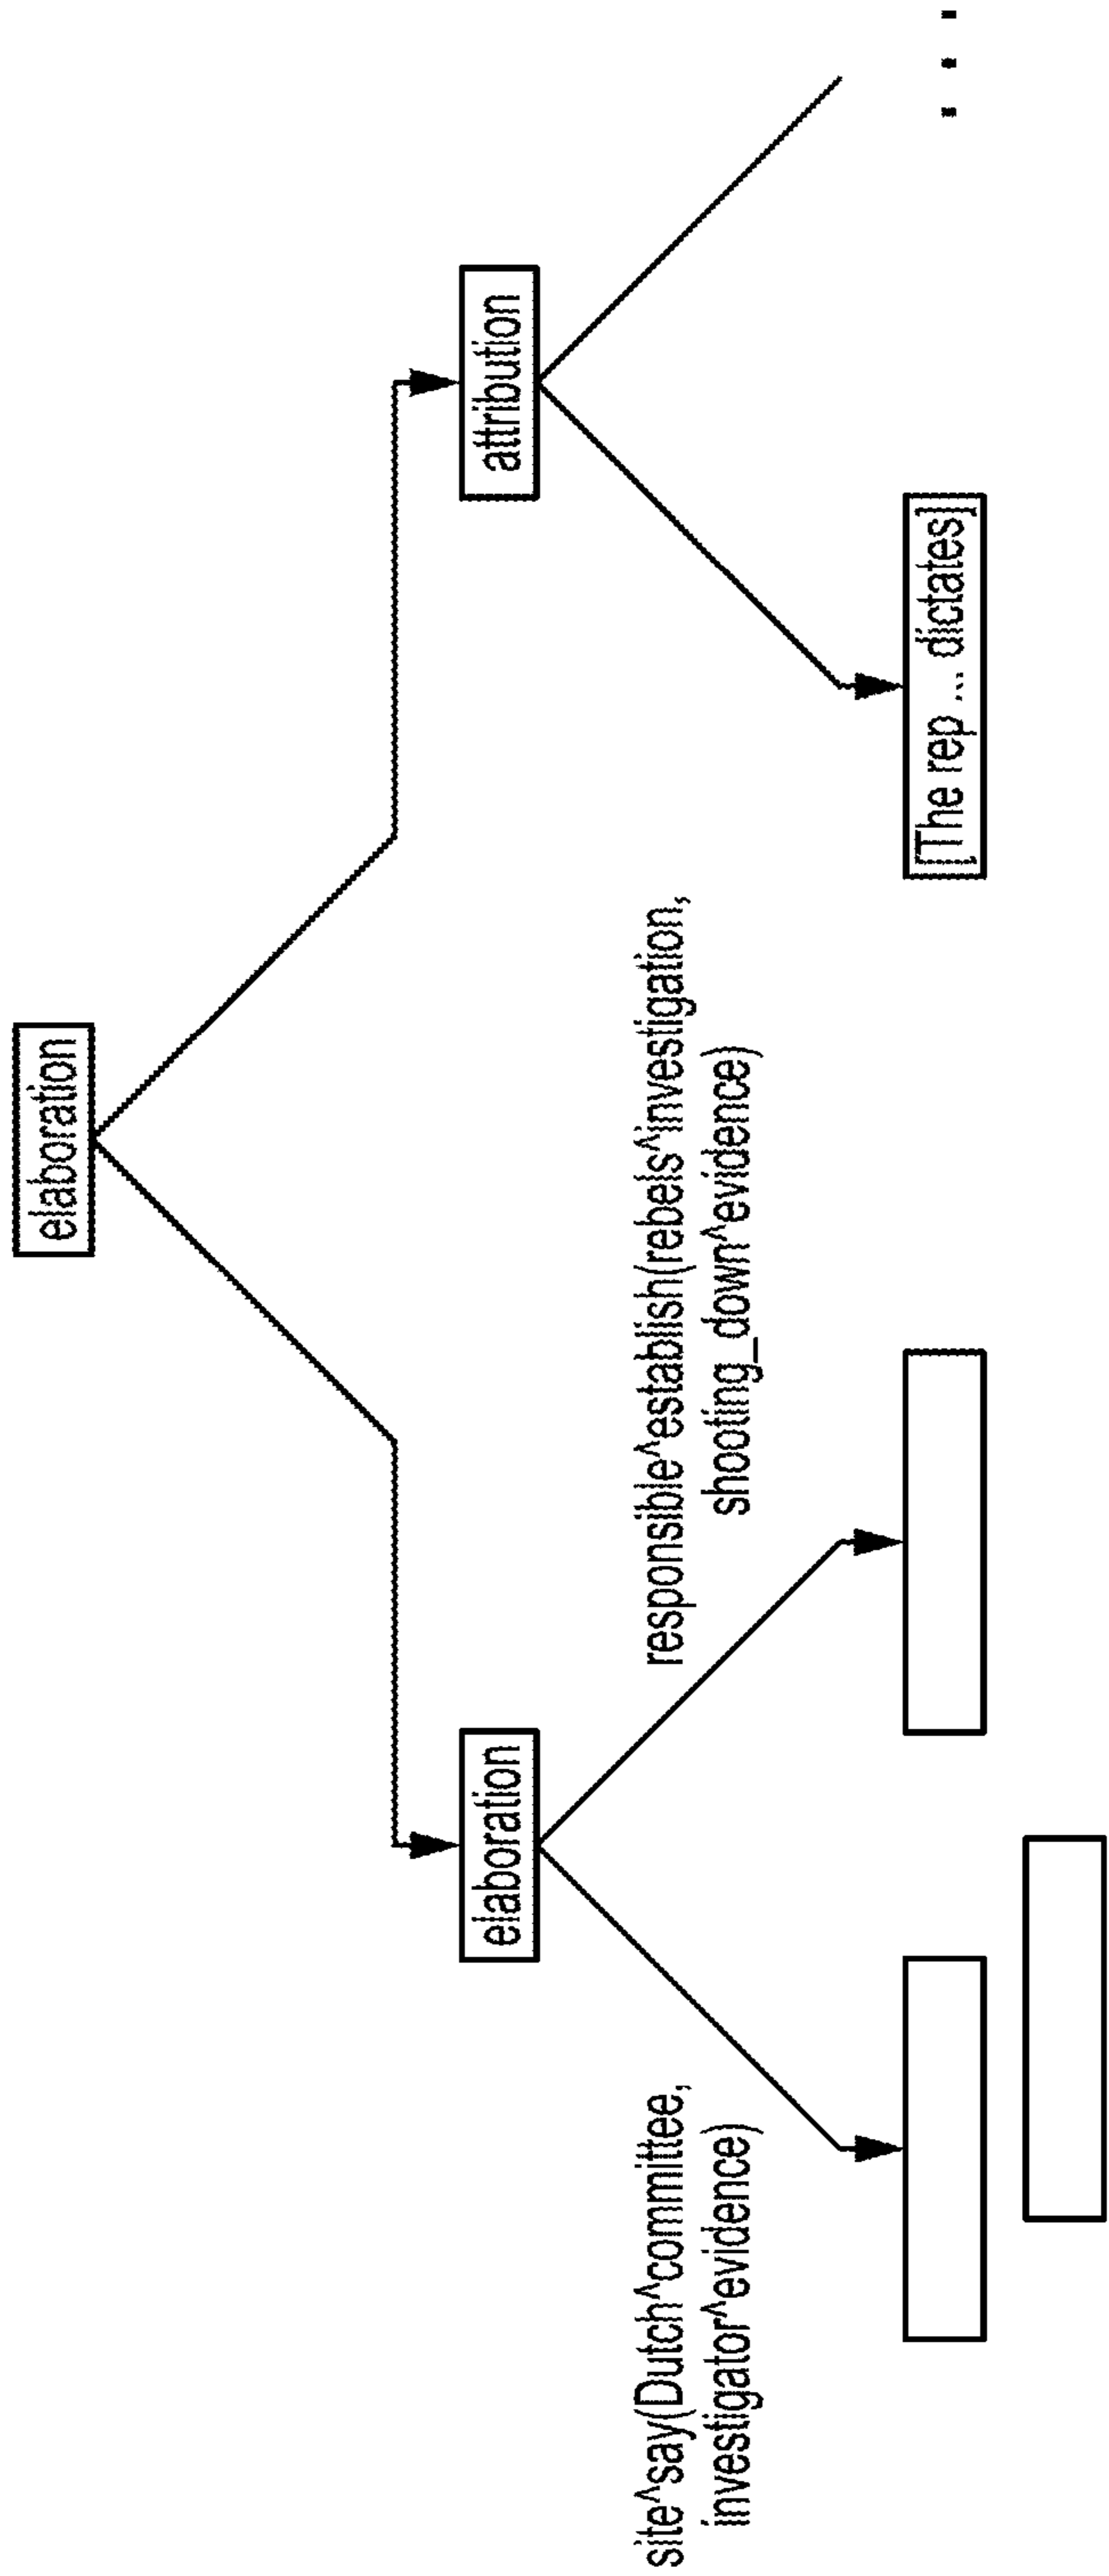 elaboration
elaboration
attribution
site^say(Dutch^committee,
investigator^evidence)
responsible^establish(rebels^investigation,
shooting_down^evidence)
[The rep ... dictates]
...